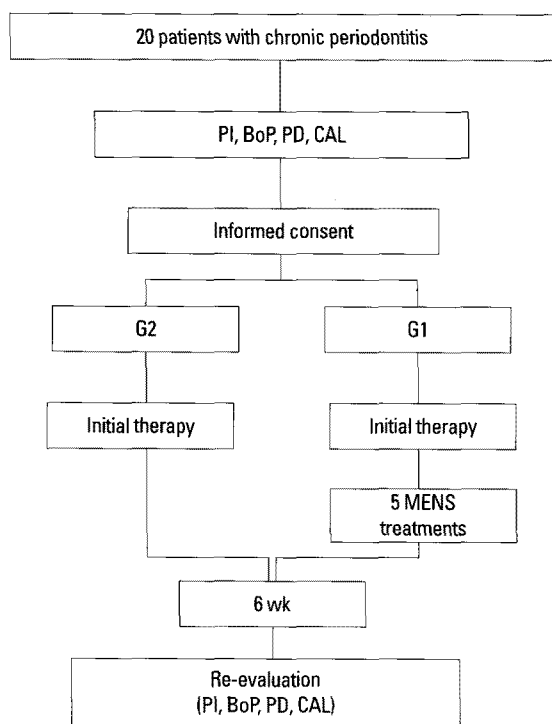 20 patients with chronic periodontitis
PI, BoP, PD, CAL
Informed consent
G2
G1
Initial therapy
Initial therapy
5 MENS
treatments
6 wk
Re-evaluation
(PI, BoP, PD, CAL)